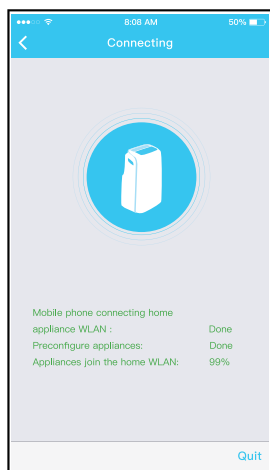 8:08 AM 50%
Connecting
Mobile phone connecting home
appliance WLAN : Done
Preconfigure appliances: Done
Appliances join the home WLAN: 99%
Quit